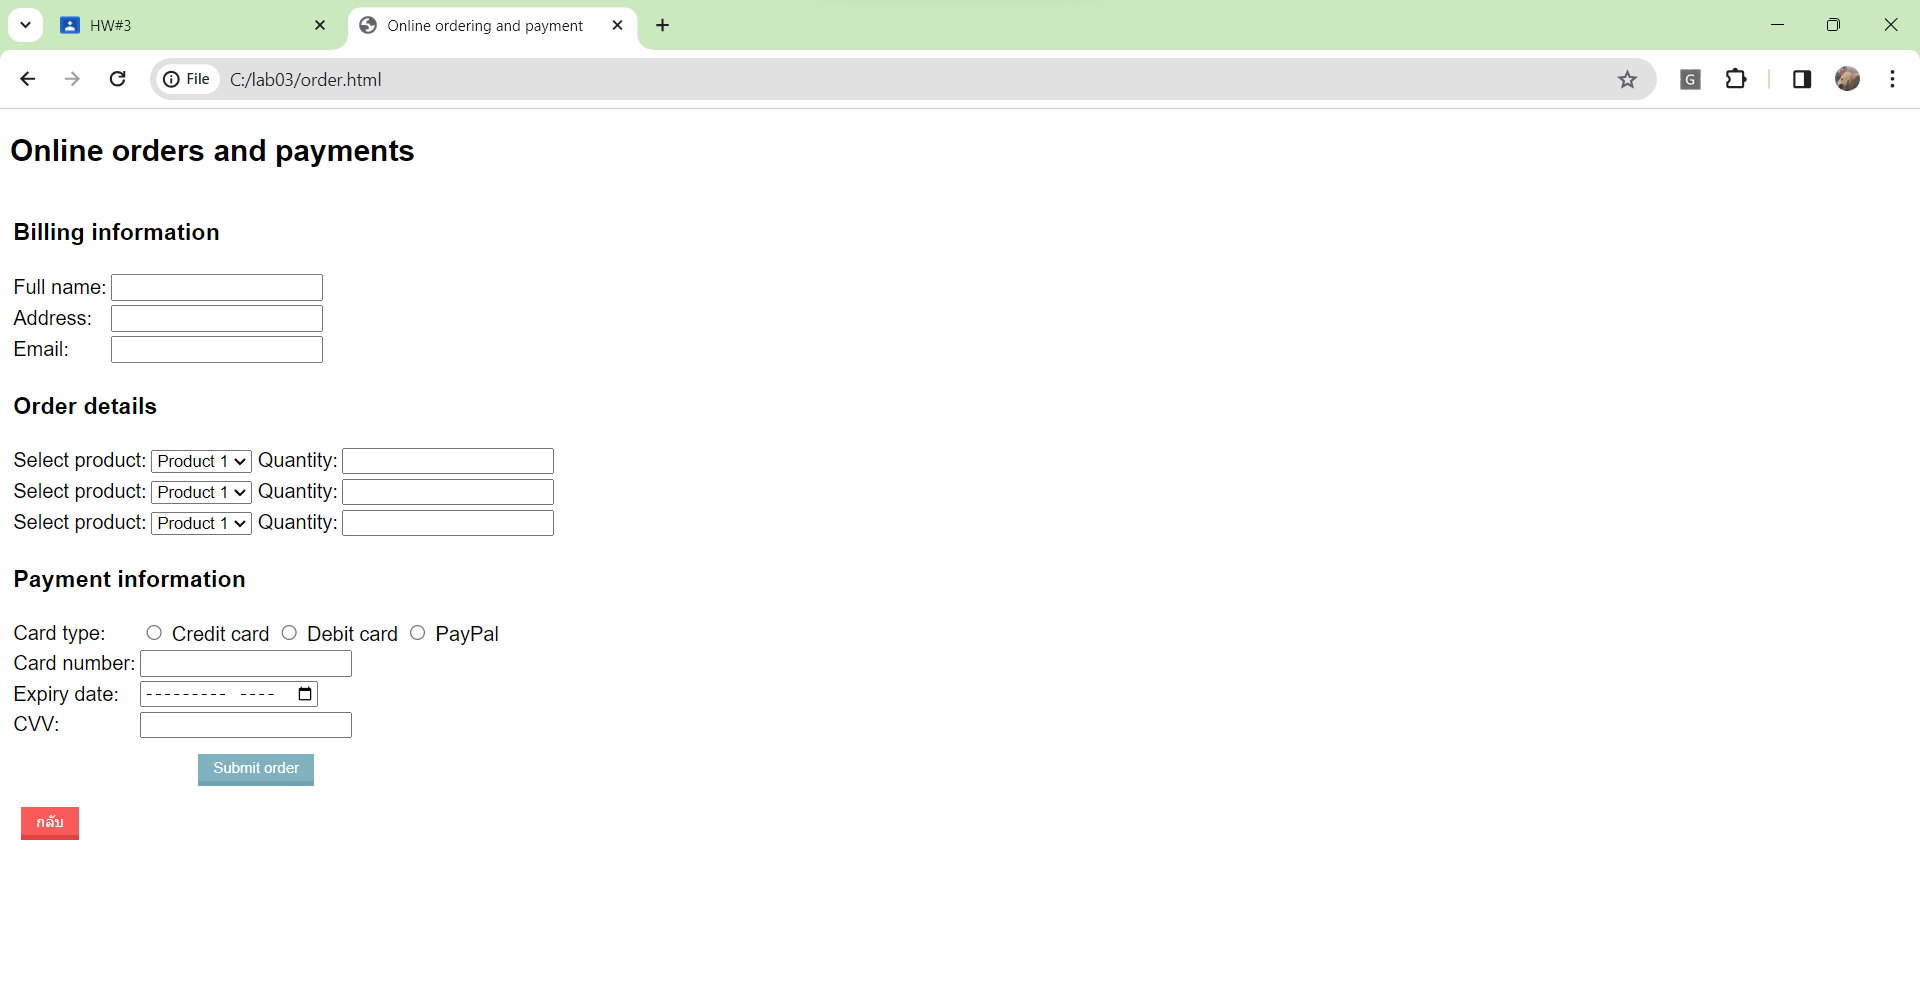 HW#3
Online ordering and payment
File C:/lab03/order.html
G
Online orders and payments
Billing information
Full name:
Address:
Email:
Order details
Select product: Product 1 Quantity:
Select product: Product 1 Quantity:
Select product: Product 1 Quantity:
Payment information
Card type: Credit card Debit card PayPal
Card number:
Expiry date: --------- ----
CVV:
Submit order
กลับ